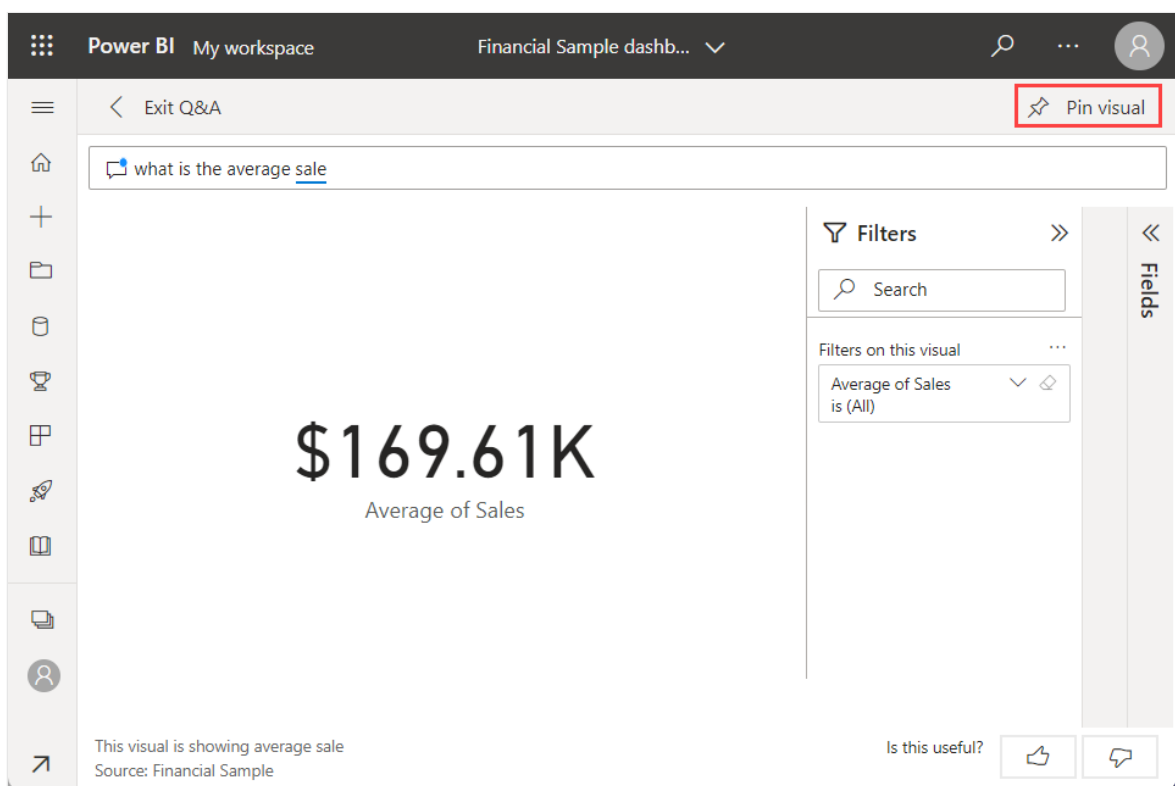 Power BI My workspace Financial Sample dashb...
Exit Q&A Pin visual
what is the average sale
Filters
Search
Filters on this visual
Average of Sales
is (All)
Fields
$169.61K
Average of Sales
This visual is showing average sale
Source: Financial Sample
Is this useful?